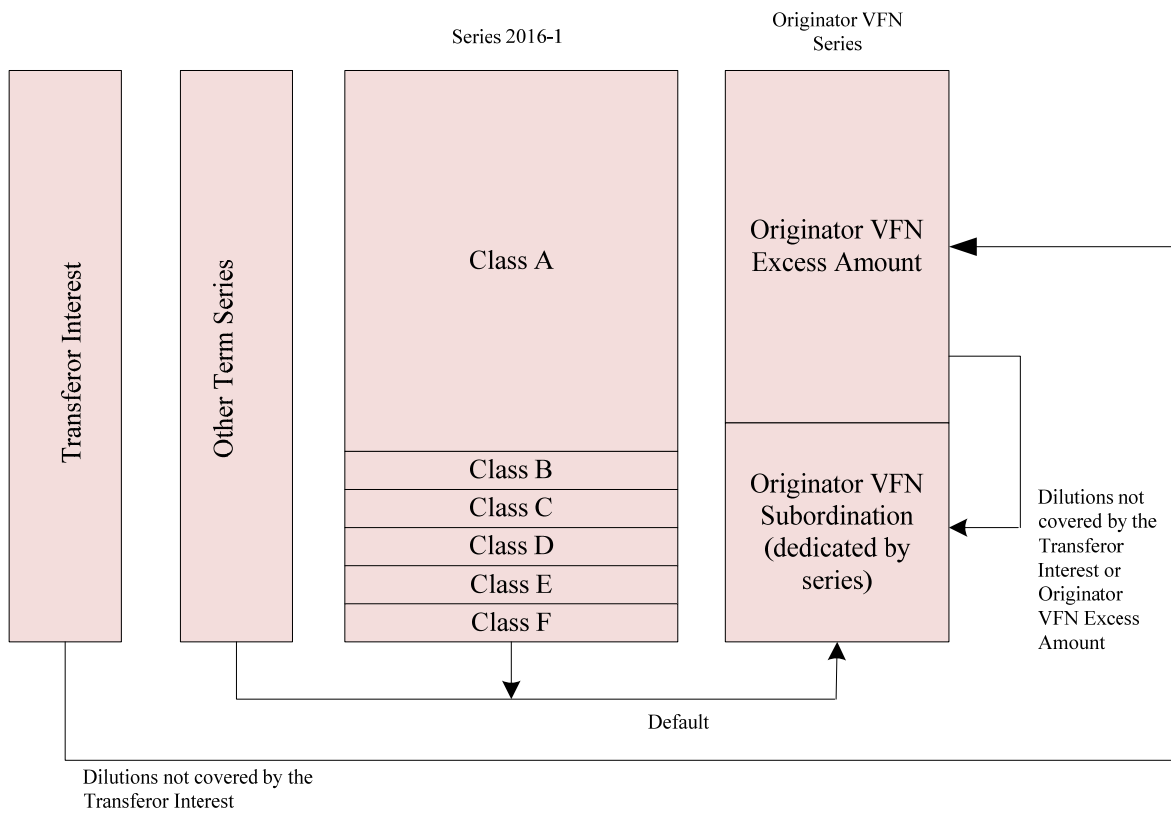 Series 2016-1
Originator VFN
Series
Transferor Interest
Other Term Series
Class A
Class B
Class C
Class D
Class E
Class F
Originator VFN
Excess Amount
Originator VFN
Subordination
(dedicated by
series)
Dilutions not
covered by the
Transferor
Interest or
Originator
VFN Excess
Amount
Default
Dilutions not covered by the
Transferor Interest